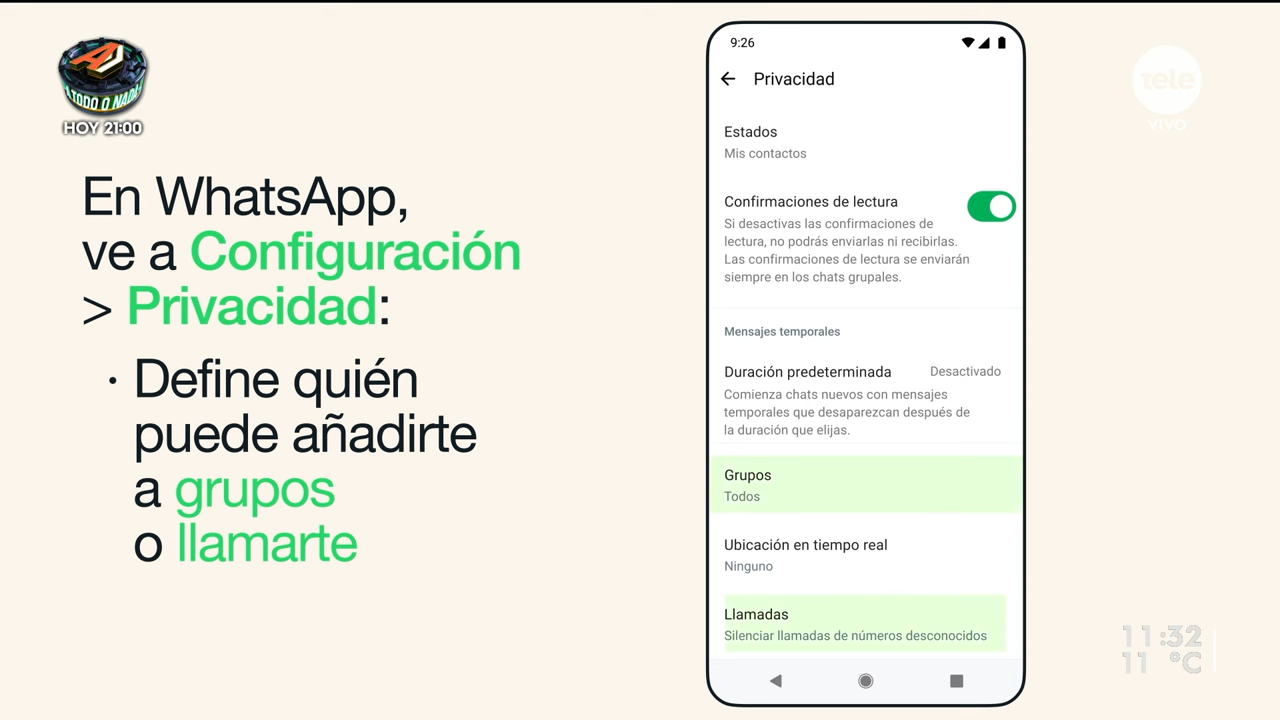 A TODO O NADA
HOY 21:00
En WhatsApp,
ve a Configuración
> Privacidad:
· Define quién
puede añadirte
a grupos
o llamarte
9:26
Privacidad
Estados
Mis contactos
Confirmaciones de lectura
Si desactivas las confirmaciones de
lectura, no podrás enviarlas ni recibirlas.
Las confirmaciones de lectura se enviarán
siempre en los chats grupales.
Mensajes temporales
Duración predeterminada Desactivado
Comienza chats nuevos con mensajes
temporales que desaparezcan después de
la duración que elijas.
Grupos
Todos
Ubicación en tiempo real
Ninguno
Llamadas
Silenciar llamadas de números desconocidos
tele
VIVO
11:32
11 °C